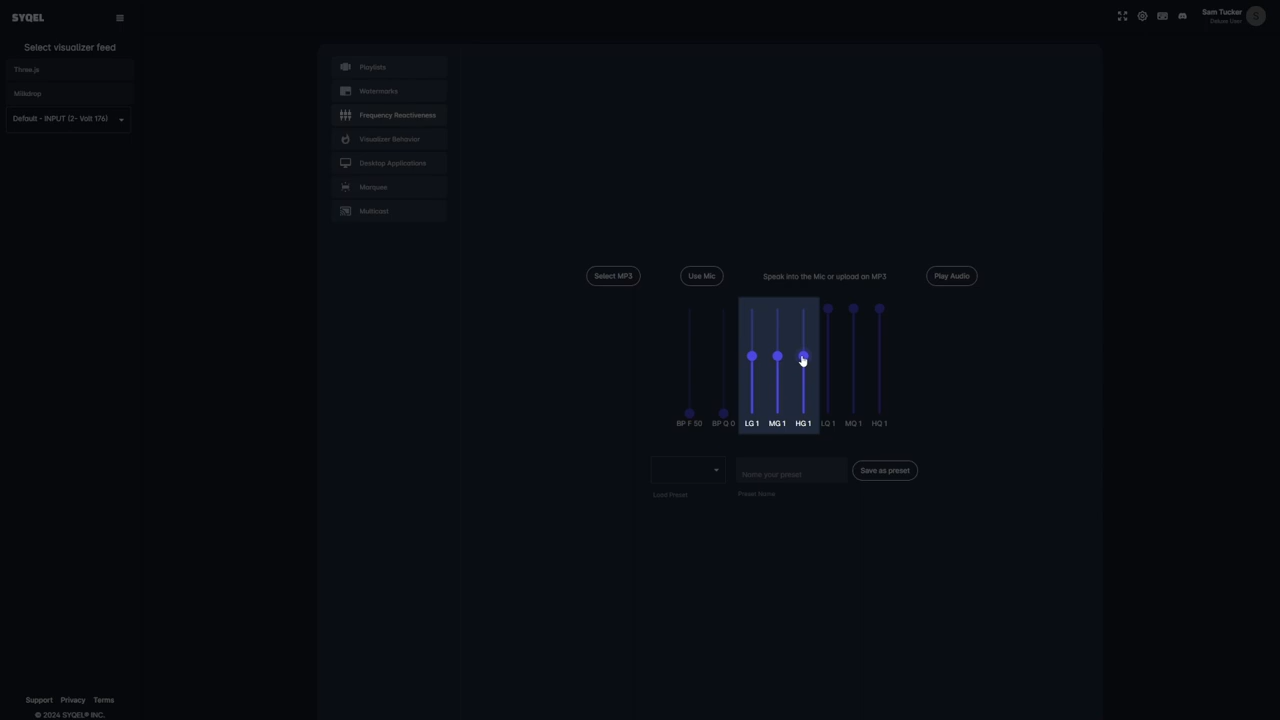 SYQEL
Sam Tucker
Deluxe User
S
Select visualizer feed
Three.js
Milkdrop
Default - INPUT (2- Volt 176)
Playlists
Watermarks
Frequency Reactiveness
Visualizer Behavior
Desktop Applications
Marquee
Multicast
Select MP3
Use Mic
Speak into the Mic or upload an MP3
Play Audio
BP F 50
BP Q 0
LG 1
MG 1
HG 1
LQ 1
MQ 1
HQ 1
Name your preset
Save as preset
Load Preset
Preset Name
Support
Privacy
Terms
© 2024 SYQEL® INC.